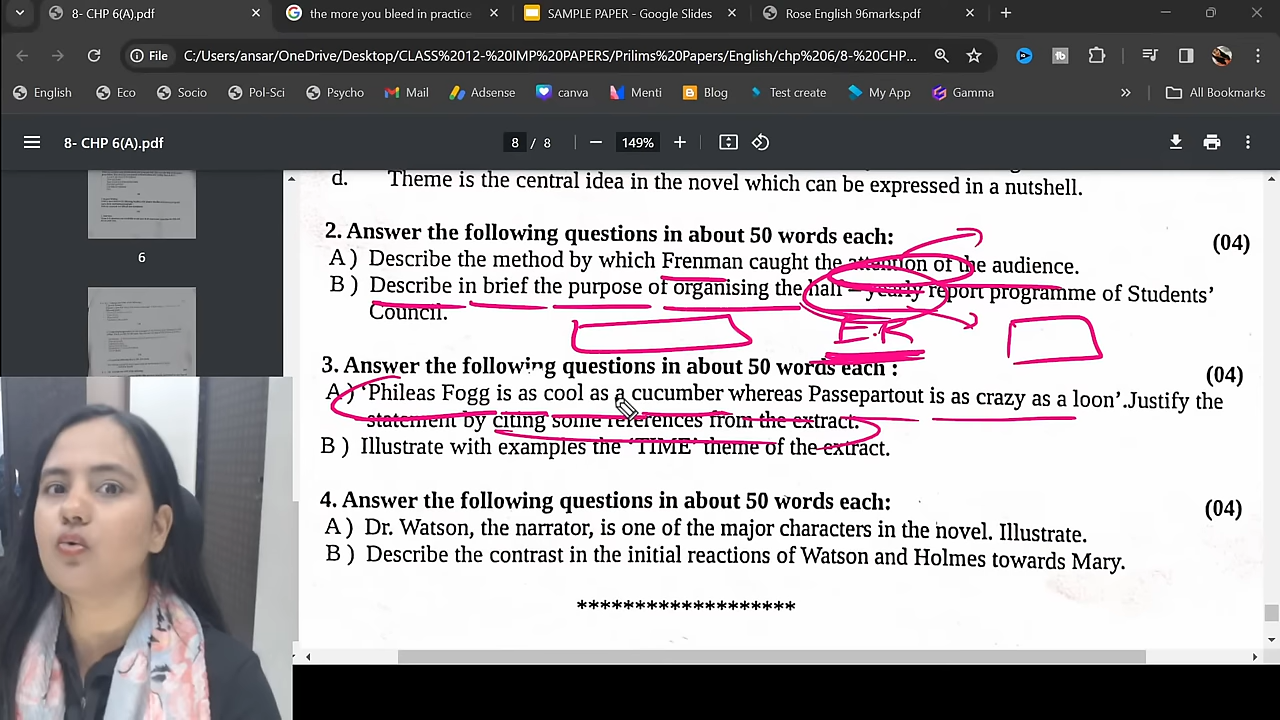 8- CHP 6(A)
the more you bleed in practice
SAMPLE PAPER - Google Slides
Rose English 96marks.pdf
File
C:/Users/ansar/OneDrive/Desktop/CLASS%2012-%20IMP%20PAPERS/Prilims%20Papers/English/chp%206/8-%20CHP...
English
Eco
Socio
Pol-Sci
Psycho
Mail
Adsense
canva
Menti
Blog
Test create
My App
Gamma
All Bookmarks
8- CHP 6(A).pdf
8 / 8
149%
6
d. Theme is the central idea in the novel which can be expressed in a nutshell.
2. Answer the following questions in about 50 words each: (04)
A ) Describe the method by which Frenman caught the attention of the audience.
B ) Describe in brief the purpose of organising the half – yearly report programme of Students'
Council.
E.R
3. Answer the following questions in about 50 words each : (04)
A ) 'Phileas Fogg is as cool as a cucumber whereas Passepartout is as crazy as a loon'.Justify the
statement by citing some references from the extract.
B ) Illustrate with examples the 'TIME' theme of the extract.
4. Answer the following questions in about 50 words each: (04)
A ) Dr. Watson, the narrator, is one of the major characters in the novel. Illustrate.
B ) Describe the contrast in the initial reactions of Watson and Holmes towards Mary.
*******************